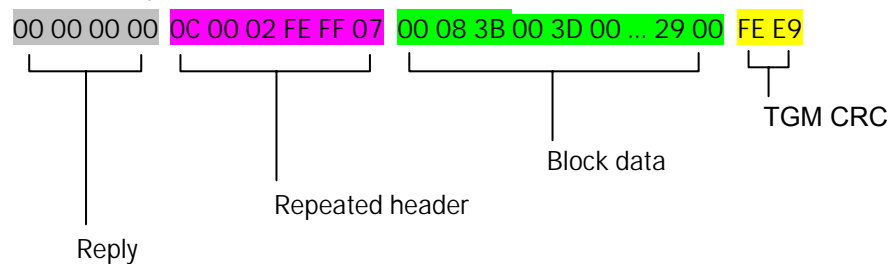 00 00 00 00 0C 00 02 FE FF 07 00 08 3B 00 3D 00 ... 29 00 FE E9
TGM CRC
Block data
Repeated header
Reply